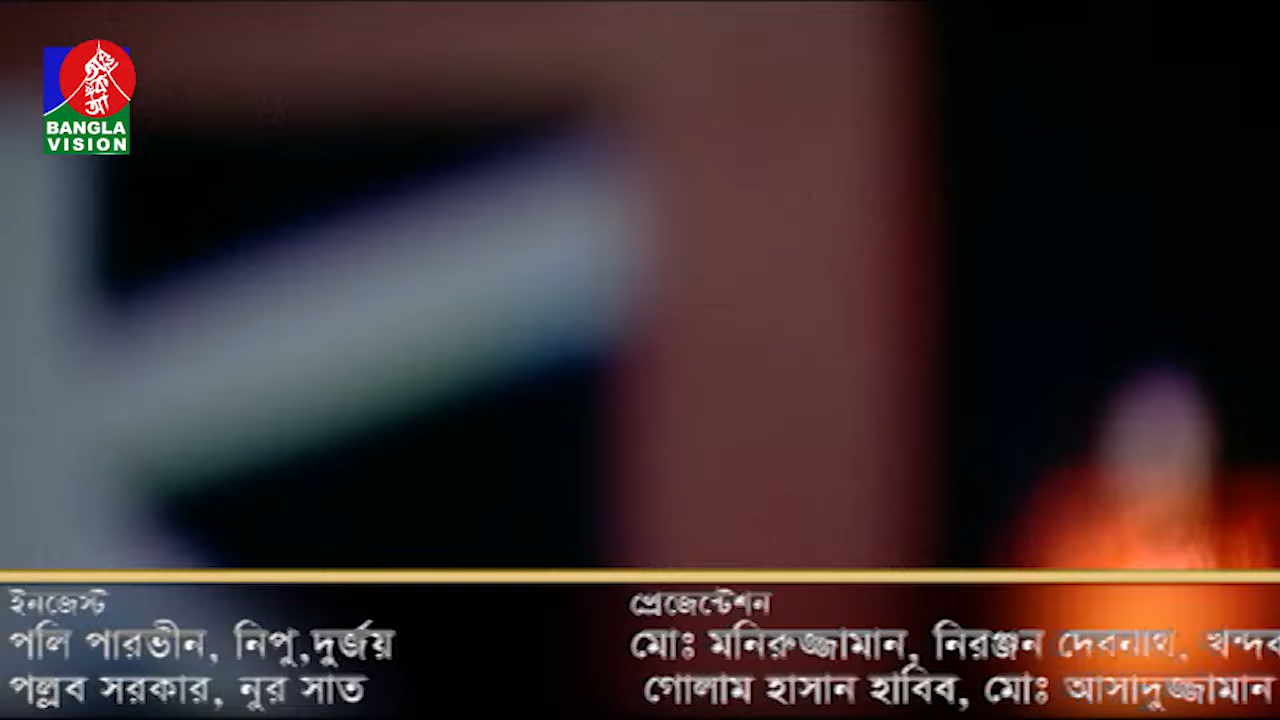 BANGLA
VISION
ইনজেস্ট
পলি পারভীন, নিপু,দুর্জয়
পল্লব সরকার, নুর সাত
প্রেজেন্টেশন
মোঃ মনিরুজ্জামান, নিরঞ্জন দেবনাথ,
গোলাম হাসান হাবিব, মোঃ আসাদুজ্জামান